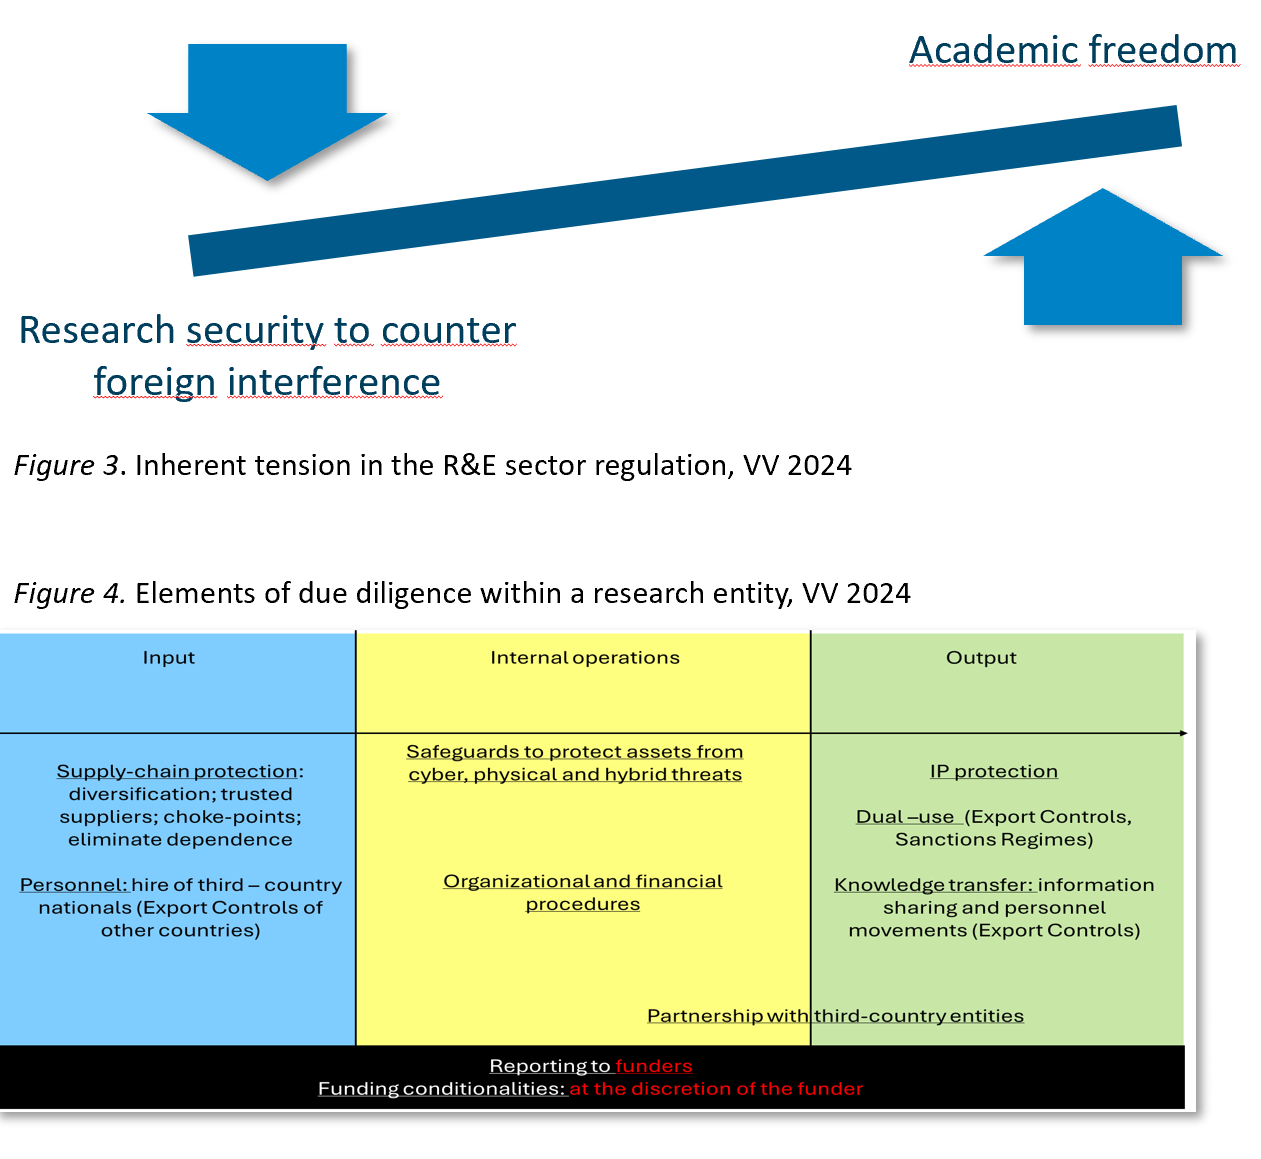 Academic freedom
Research security to counter
foreign interference
Figure 3. Inherent tension in the R&E sector regulation, VV 2024
Figure 4. Elements of due diligence within a research entity, VV 2024
Input
Supply-chain protection:
diversification; trusted
suppliers; choke-points;
eliminate dependence
Personnel: hire of third – country
nationals (Export Controls of
other countries)
Internal operations
Safeguards to protect assets from
cyber, physical and hybrid threats
Organizational and financial
procedures
Output
IP protection
Dual –use (Export Controls,
Sanctions Regimes)
Knowledge transfer: information
sharing and personnel
movements (Export Controls)
Partnership with third-country entities
Reporting to funders
Funding conditionalities: at the discretion of the funder